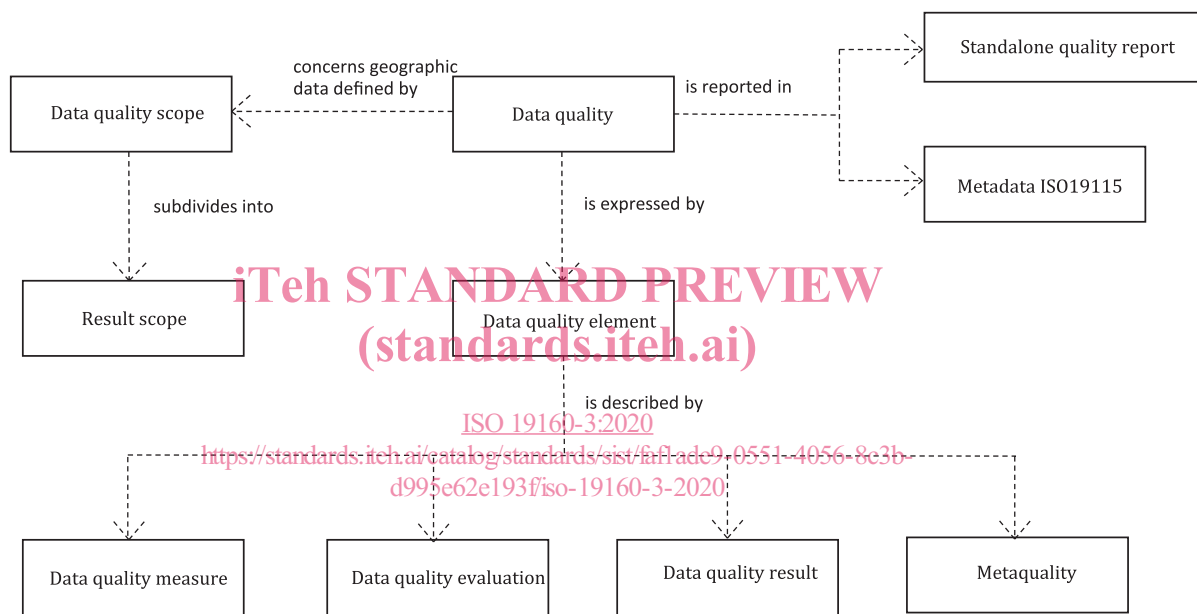 Standalone quality report
concerns geographic
data defined by
is reported in
Data quality scope
Data quality
Metadata ISO19115
subdivides into
is expressed by
iTeh STANDARD PREVIEW
Result scope
Data quality element
(standards.iteh.ai)
is described by
ISO 19160-3:2020
https://standards.iteh.ai/catalog/standards/sist/faf1adc9-0551-4056-8c3b-
d995e62e193f/iso-19160-3-2020
Data quality measure
Data quality evaluation
Data quality result
Metaquality